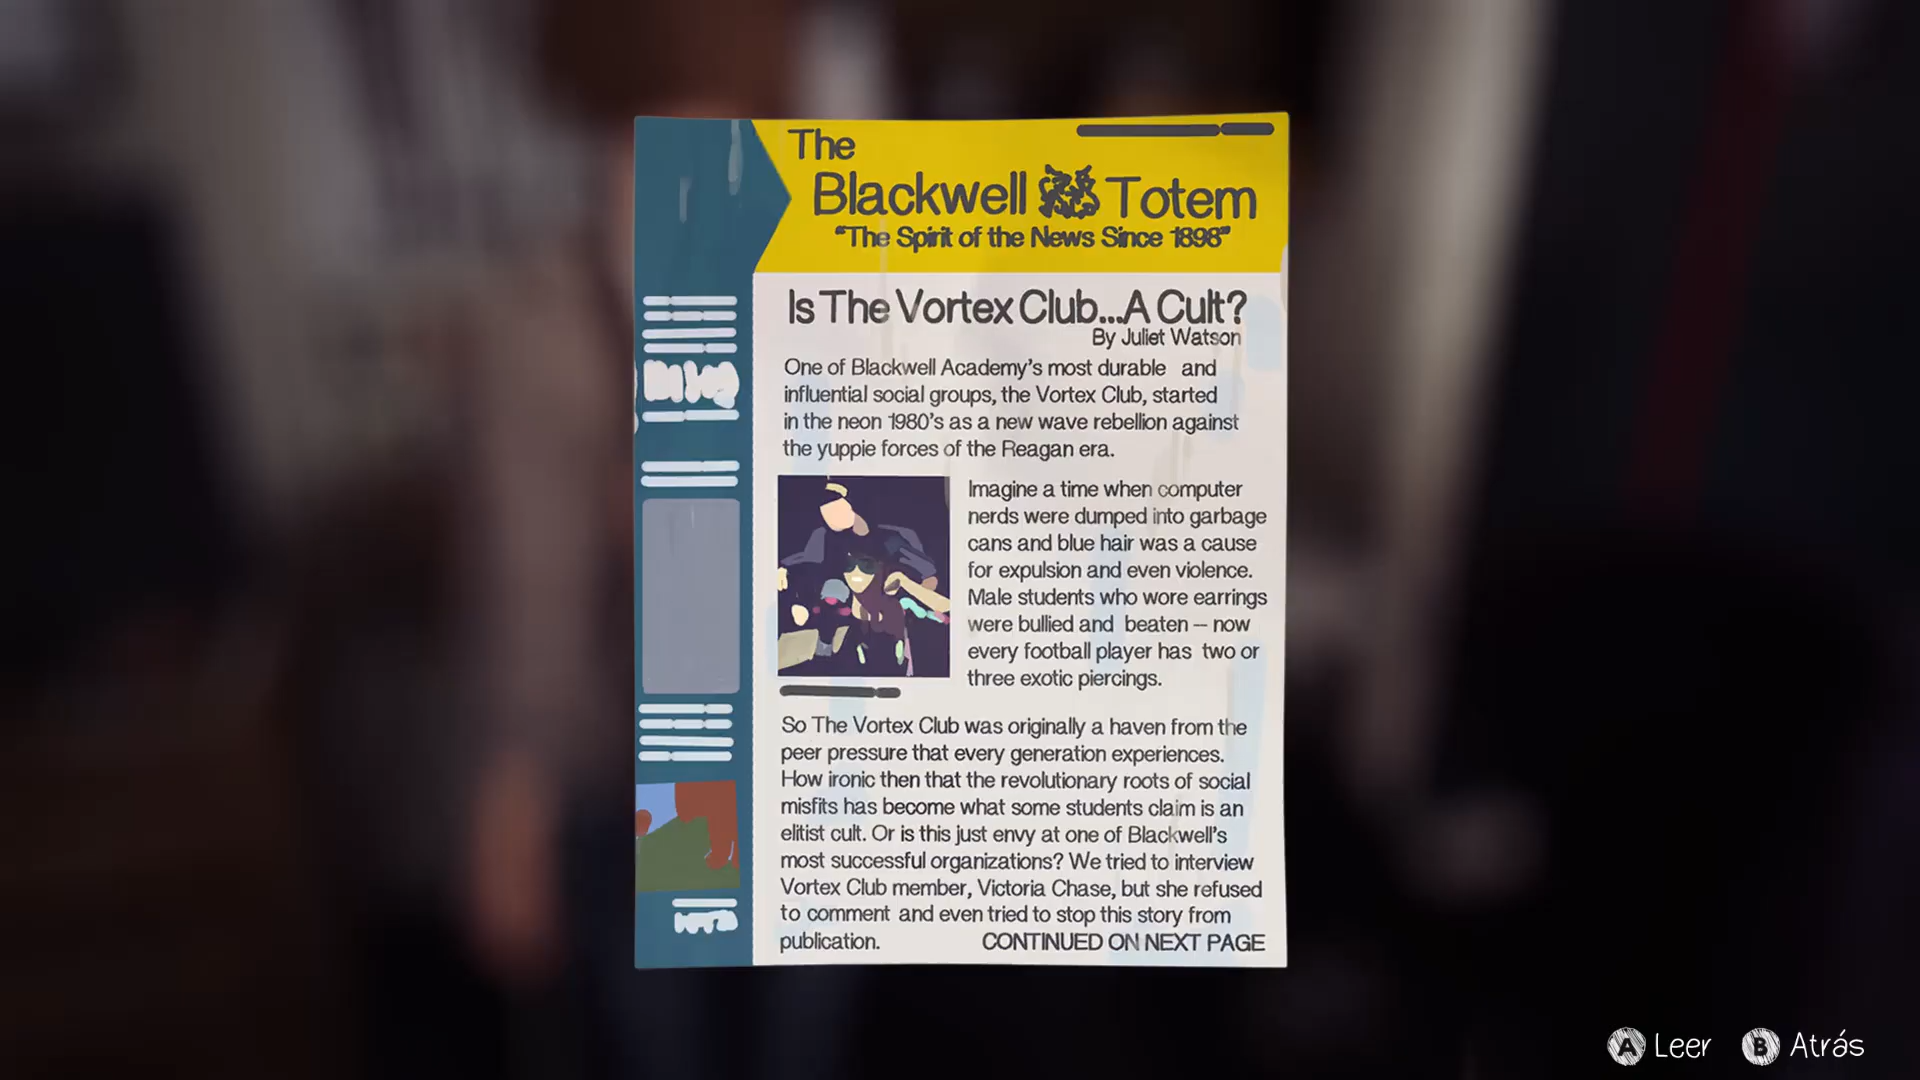 The
Blackwell Totem
"The Spirit of the News Since 1898"
Is The Vortex Club...A Cult?
By Juliet Watson
One of Blackwell Academy's most durable and
influential social groups, the Vortex Club, started
in the neon 1980's as a new wave rebellion against
the yuppie forces of the Reagan era.
Imagine a time when computer
nerds were dumped into garbage
cans and blue hair was a cause
for expulsion and even violence.
Male students who wore earrings
were bullied and beaten – now
every football player has two or
three exotic piercings.
So The Vortex Club was originally a haven from the
peer pressure that every generation experiences.
How ironic then that the revolutionary roots of social
misfits has become what some students claim is an
elitist cult. Or is this just envy at one of Blackwell's
most successful organizations? We tried to interview
Vortex Club member, Victoria Chase, but she refused
to comment and even tried to stop this story from
publication. CONTINUED ON NEXT PAGE
A Leer B Atrás